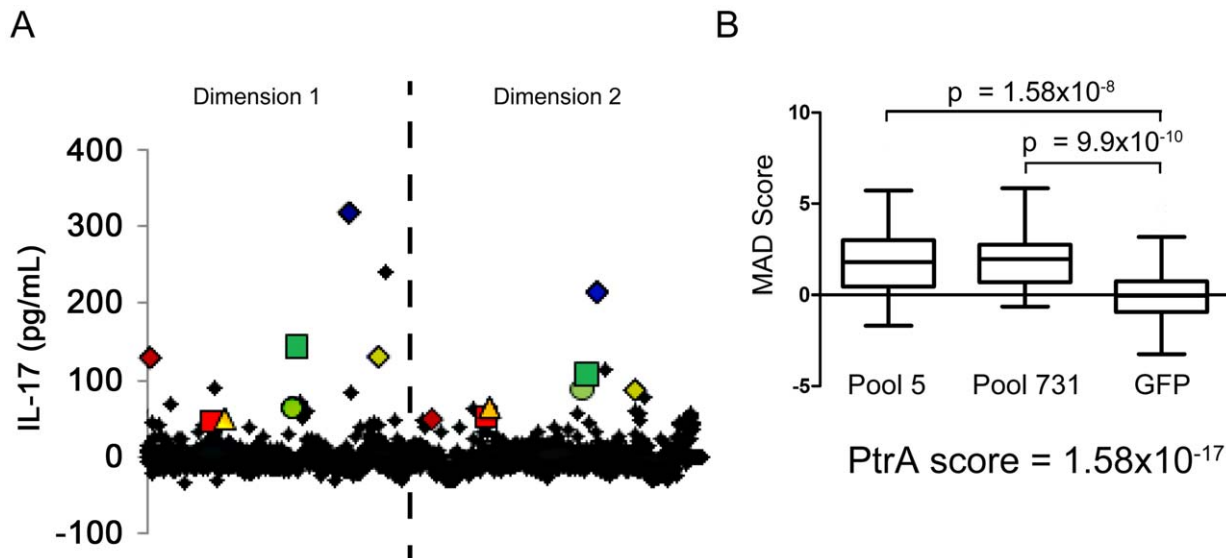 A
Dimension 1
Dimension 2
IL-17 (pg/mL)
400
300
200
100
0
-100
B
p = 1.58x10⁻⁸
p = 9.9x10⁻¹⁰
MAD Score
10
5
0
-5
Pool 5
Pool 731
GFP
PtrA score = 1.58x10⁻¹⁷